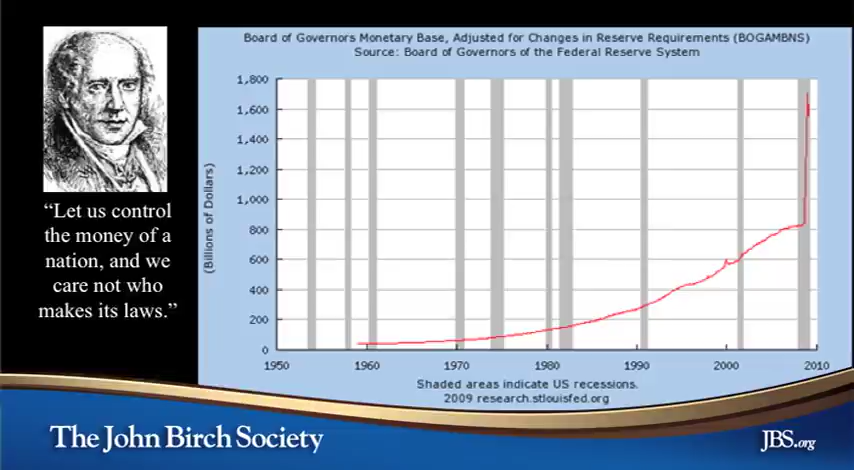 Board of Governors Monetary Base, Adjusted for Changes in Reserve Requirements (BOGAMBNS)
Source: Board of Governors of the Federal Reserve System
“Let us control
the money of a
nation, and we
care not who
makes its laws.”
(Billions of Dollars)
1,800
1,600
1,400
1,200
1,000
800
600
400
200
0
1950 1960 1970 1980 1990 2000 2010
Shaded areas indicate US recessions.
2009 research.stlouisfed.org
The John Birch Society
JBS.org